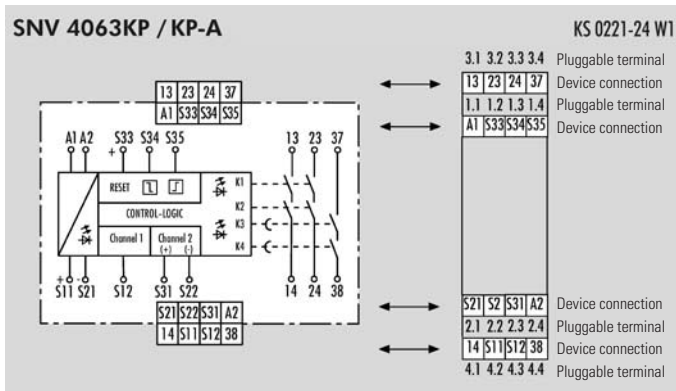 SNV 4063KP / KP-A
KS 0221-24 W1
3.1 3.2 3.3 3.4 Pluggable terminal
13 23 24 37 Device connection
1.1 1.2 1.3 1.4 Pluggable terminal
A1 S33 S34 S35 Device connection
13 23 24 37
A1 S33 S34 S35
A1 A2 S33 S34 S35 13 23 37
+
RESET K1
K2
CONTROL-LOGIC K3
Channel 1 Channel 2 K4
(+) (-)
+ -
S11 S21 S12 S31 S22 14 24 38
S21 S22 S31 A2
14 S11 S12 38
S21 S2 S31 A2 Device connection
2.1 2.2 2.3 2.4 Pluggable terminal
14 S11 S12 38 Device connection
4.1 4.2 4.3 4.4 Pluggable terminal